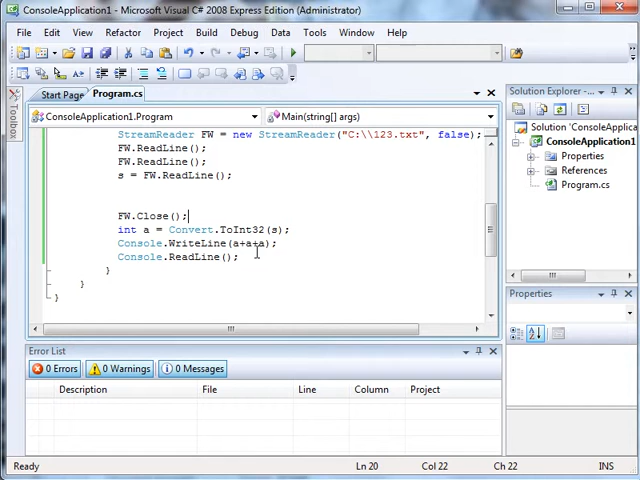 ConsoleApplication1 - Microsoft Visual C# 2008 Express Edition (Administrator)
File Edit View Refactor Project Build Debug Data Tools Window Help
Start Page Program.cs
Toolbox
ConsoleApplication1.Program Main(string[] args)
StreamReader FW = new StreamReader("C:\\123.txt", false);
FW.ReadLine();
FW.ReadLine();
s = FW.ReadLine();
FW.Close();
int a = Convert.ToInt32(s);
Console.WriteLine(a+a+a);
Console.ReadLine();
}
}
}
Solution Explorer -
Solution 'ConsoleApplication1'
ConsoleApplication1
Properties
References
Program.cs
Properties
Error List
0 Errors 0 Warnings 0 Messages
Description File Line Column Project
Ready Ln 20 Col 22 Ch 22 INS